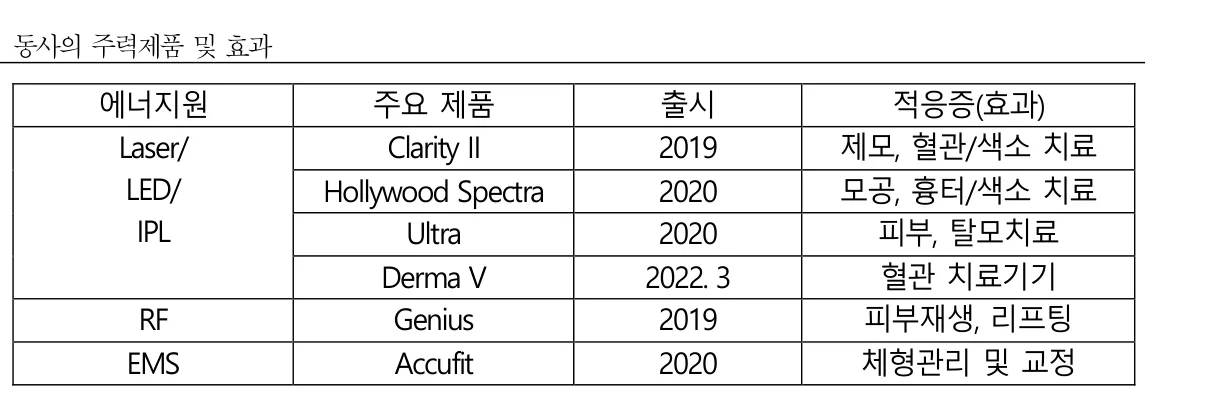 동사의 주력제품 및 효과
에너지원 주요 제품 출시 적응증(효과)
Laser/ Clarity II 2019 제모, 혈관/색소 치료
LED/ Hollywood Spectra 2020 모공, 흉터/색소 치료
IPL Ultra 2020 피부, 탈모치료
Derma V 2022. 3 혈관 치료기기
RF Genius 2019 피부재생, 리프팅
EMS Accufit 2020 체형관리 및 교정